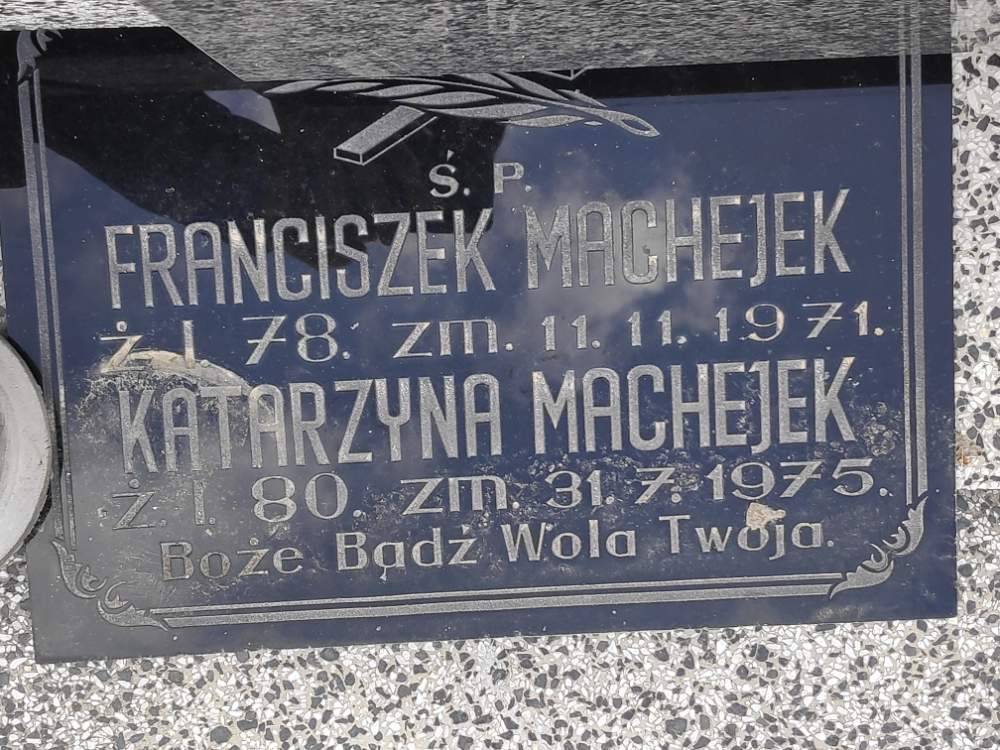 Ś. P.
FRANCISZEK MACHEJEK
ż. l. 78. zm. 11. 11. 1971.
KATARZYNA MACHEJEK
ż. l. 80. zm. 31. 7. 1975.
Boże Bądź Wola Twoja.